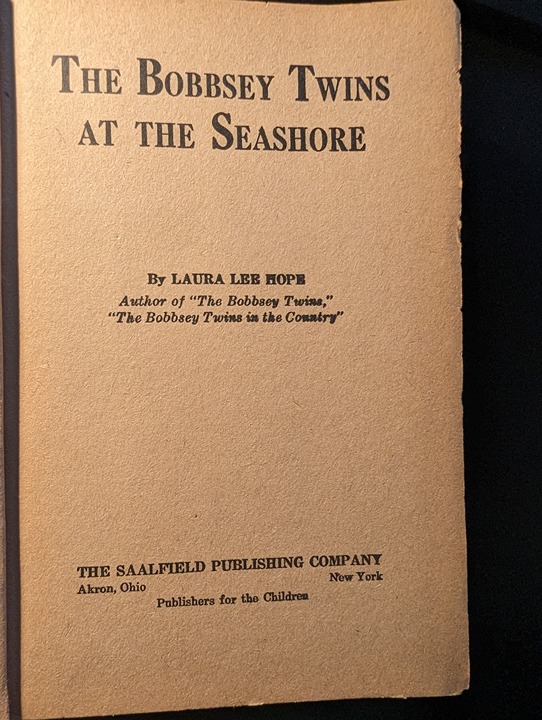 THE BOBBSEY TWINS
AT THE SEASHORE
By LAURA LEE HOPE
Author of "The Bobbsey Twins,"
"The Bobbsey Twins in the Country"
THE SAALFIELD PUBLISHING COMPANY
Akron, Ohio New York
Publishers for the Children